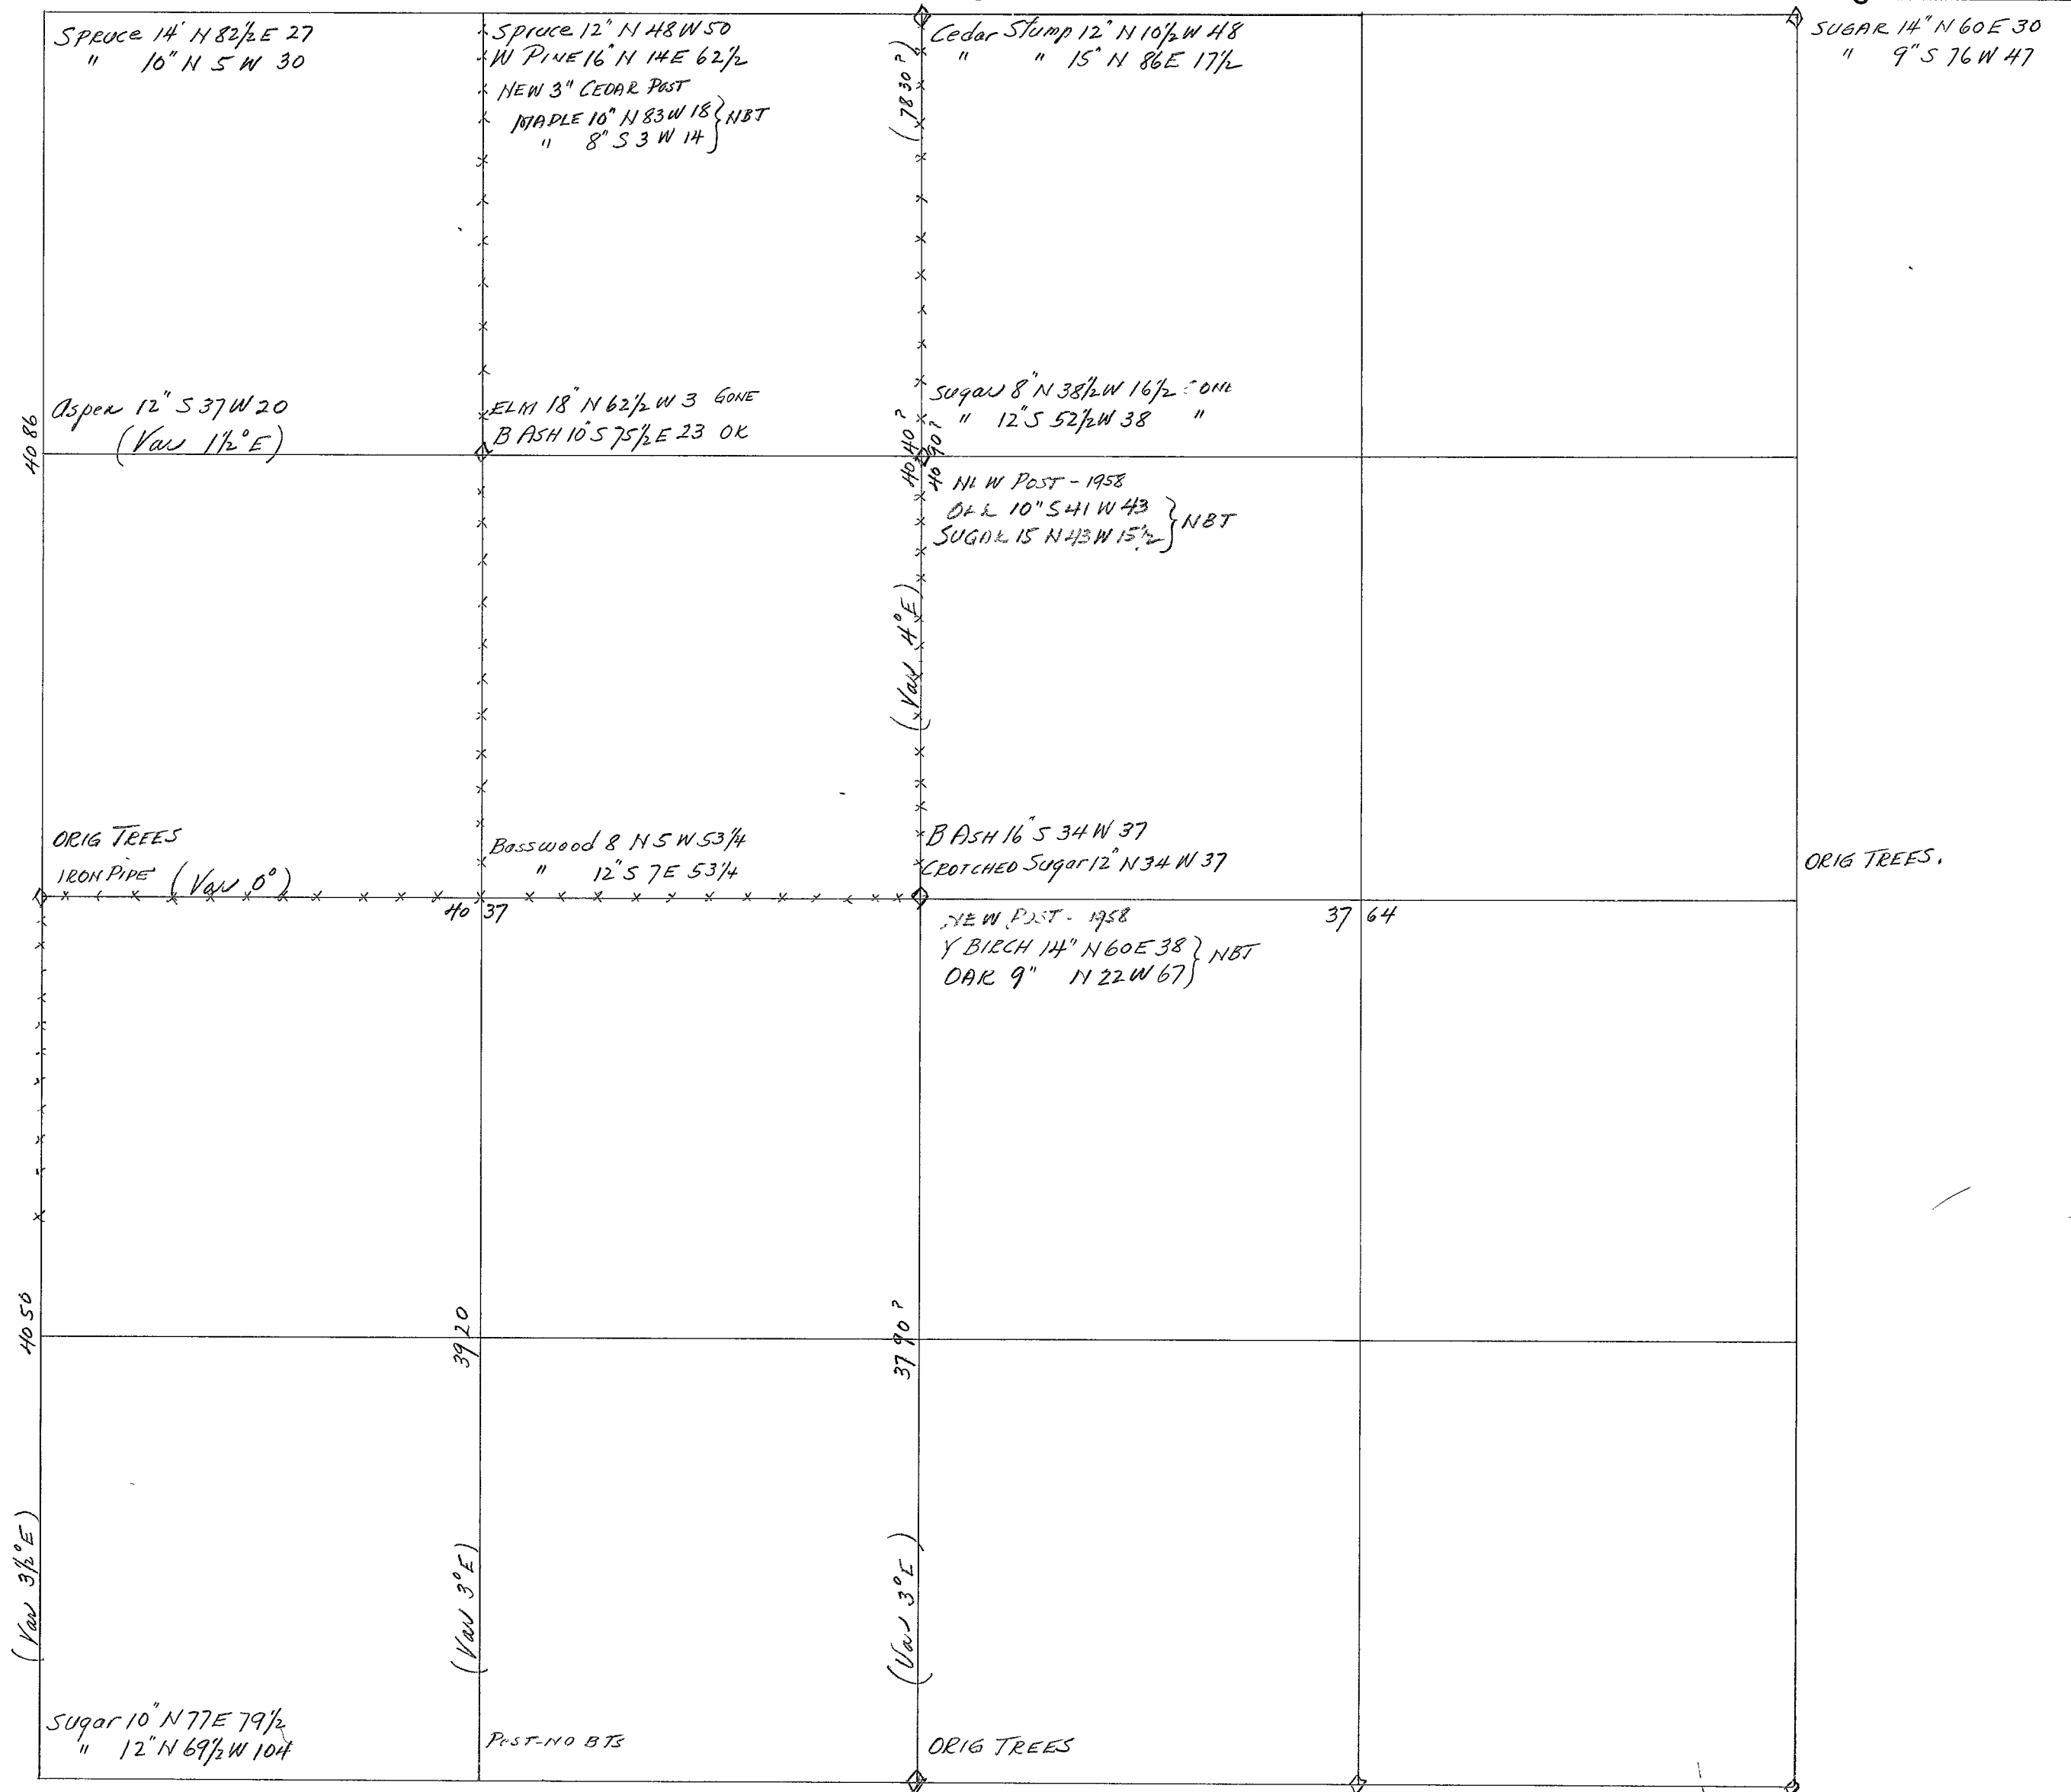 Spruce 14" N 82½ E 27
" 10" N 5 W 30
Spruce 12" N 48 W 50
W PINE 16" N 14 E 62½
NEW 3" CEDAR POST
MAPLE 10" N 83 W 18 } NBT
" 8" S 3 W 14
(78 30 ?)
Cedar Stump 12" N 10½ W 48
" " 15" N 86 E 17½
SUGAR 14" N 60 E 30
" 9" S 76 W 47
Aspen 12" S 37 W 20
(Var 1½° E)
40 86
ELM 18" N 62½ W 3 GONE
B ASH 10" S 75½ E 23 OK
40 40 ?
40 90 ?
Sugar 8" N 38½ W 16½
" 12" S 52½ W 38 "
NEW POST - 1958
10" S 41 W 43 } NBT
SUGAR 15 N 43 W 15½
(Var 4° E)
ORIG TREES
IRON PIPE (Var 0°)
Basswood 8 N 5 W 53¼
" 12" S 7 E 53¼
40 37
B ASH 16" S 34 W 37
CROTCHED Sugar 12" N 34 W 37
ORIG TREES.
NEW POST - 1958
Y BIRCH 14" N 60 E 38 } NBT
OAK 9" N 22 W 67
37 64
40 50
39 20
37 90 ?
(Var 3½° E)
(Var 3° E)
(Var 3° E)
Sugar 10" N 77 E 79½
" 12" N 69½ W 104
POST-NO BTS
ORIG TREES